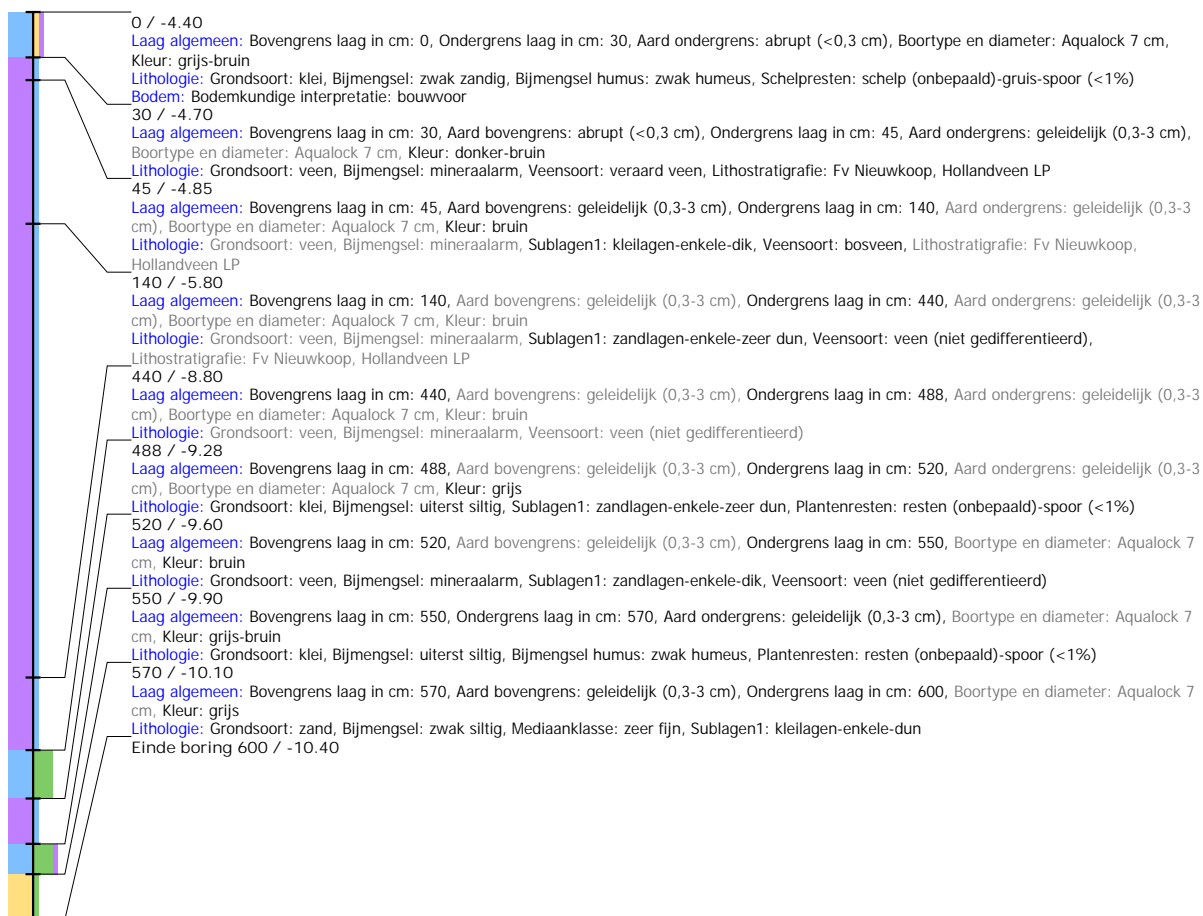 0 / -4.40
Laag algemeen: Bovengrens laag in cm: 0, Ondergrens laag in cm: 30, Aard ondergrens: abrupt (<0,3 cm), Boortype en diameter: Aqualock 7 cm,
Kleur: grijs-bruin
Lithologie: Grondsoort: klei, Bijmengsel: zwak zandig, Bijmengsel humus: zwak humeus, Schelpresten: schelp (onbepaald)-gruis-spoor (<1%)
Bodem: Bodemkundige interpretatie: bouwvoor
30 / -4.70
Laag algemeen: Bovengrens laag in cm: 30, Aard bovengrens: abrupt (<0,3 cm), Ondergrens laag in cm: 45, Aard ondergrens: geleidelijk (0,3-3 cm),
Boortype en diameter: Aqualock 7 cm, Kleur: donker-bruin
Lithologie: Grondsoort: veen, Bijmengsel: mineraalarm, Veensoort: veraard veen, Lithostratigrafie: Fv Nieuwkoop, Hollandveen LP
45 / -4.85
Laag algemeen: Bovengrens laag in cm: 45, Aard bovengrens: geleidelijk (0,3-3 cm), Ondergrens laag in cm: 140, Aard ondergrens: geleidelijk (0,3-3
cm), Boortype en diameter: Aqualock 7 cm, Kleur: bruin
Lithologie: Grondsoort: veen, Bijmengsel: mineraalarm, Sublagen1: kleilagen-enkele-dik, Veensoort: bosveen, Lithostratigrafie: Fv Nieuwkoop,
Hollandveen LP
140 / -5.80
Laag algemeen: Bovengrens laag in cm: 140, Aard bovengrens: geleidelijk (0,3-3 cm), Ondergrens laag in cm: 440, Aard ondergrens: geleidelijk (0,3-3
cm), Boortype en diameter: Aqualock 7 cm, Kleur: bruin
Lithologie: Grondsoort: veen, Bijmengsel: mineraalarm, Sublagen1: zandlagen-enkele-zeer dun, Veensoort: veen (niet gedifferentieerd),
Lithostratigrafie: Fv Nieuwkoop, Hollandveen LP
440 / -8.80
Laag algemeen: Bovengrens laag in cm: 440, Aard bovengrens: geleidelijk (0,3-3 cm), Ondergrens laag in cm: 488, Aard ondergrens: geleidelijk (0,3-3
cm), Boortype en diameter: Aqualock 7 cm, Kleur: bruin
Lithologie: Grondsoort: veen, Bijmengsel: mineraalarm, Veensoort: veen (niet gedifferentieerd)
488 / -9.28
Laag algemeen: Bovengrens laag in cm: 488, Aard bovengrens: geleidelijk (0,3-3 cm), Ondergrens laag in cm: 520, Aard ondergrens: geleidelijk (0,3-3
cm), Boortype en diameter: Aqualock 7 cm, Kleur: grijs
Lithologie: Grondsoort: klei, Bijmengsel: uiterst siltig, Sublagen1: zandlagen-enkele-zeer dun, Plantenresten: resten (onbepaald)-spoor (<1%)
520 / -9.60
Laag algemeen: Bovengrens laag in cm: 520, Aard bovengrens: geleidelijk (0,3-3 cm), Ondergrens laag in cm: 550, Boortype en diameter: Aqualock 7
cm, Kleur: bruin
Lithologie: Grondsoort: veen, Bijmengsel: mineraalarm, Sublagen1: zandlagen-enkele-dik, Veensoort: veen (niet gedifferentieerd)
550 / -9.90
Laag algemeen: Bovengrens laag in cm: 550, Ondergrens laag in cm: 570, Aard ondergrens: geleidelijk (0,3-3 cm), Boortype en diameter: Aqualock 7
cm, Kleur: grijs-bruin
Lithologie: Grondsoort: klei, Bijmengsel: uiterst siltig, Bijmengsel humus: zwak humeus, Plantenresten: resten (onbepaald)-spoor (<1%)
570 / -10.10
Laag algemeen: Bovengrens laag in cm: 570, Aard bovengrens: geleidelijk (0,3-3 cm), Ondergrens laag in cm: 600, Boortype en diameter: Aqualock 7
cm, Kleur: grijs
Lithologie: Grondsoort: zand, Bijmengsel: zwak siltig, Mediaanklasse: zeer fijn, Sublagen1: kleilagen-enkele-dun
Einde boring 600 / -10.40